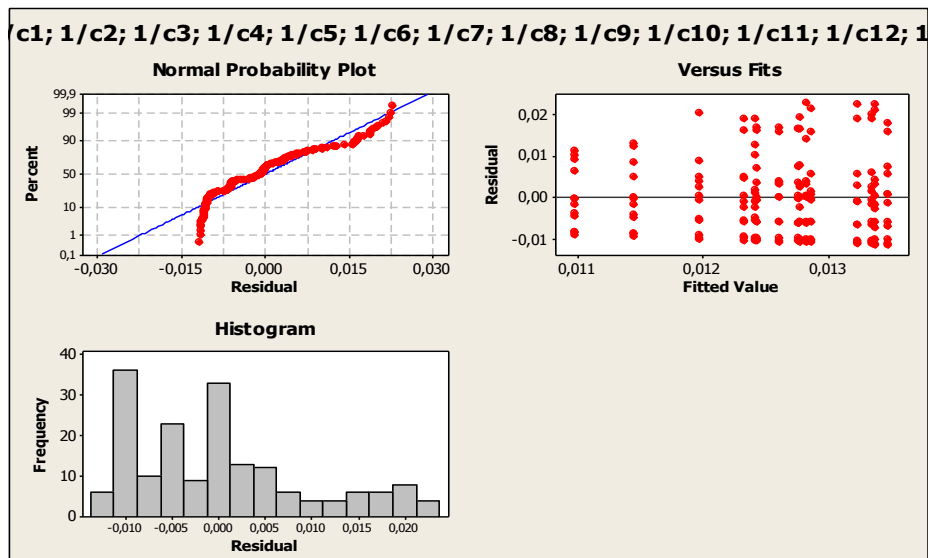 /c1; 1/c2; 1/c3; 1/c4; 1/c5; 1/c6; 1/c7; 1/c8; 1/c9; 1/c10; 1/c11; 1/c12; 1
Normal Probability Plot
99,9
99
90
50
10
1
0,1
Percent
-0,030 -0,015 0,000 0,015 0,030
Residual
Versus Fits
0,02
0,01
0,00
-0,01
Residual
0,011 0,012 0,013
Fitted Value
Histogram
40
30
20
10
0
Frequency
-0,010 -0,005 0,000 0,005 0,010 0,015 0,020
Residual